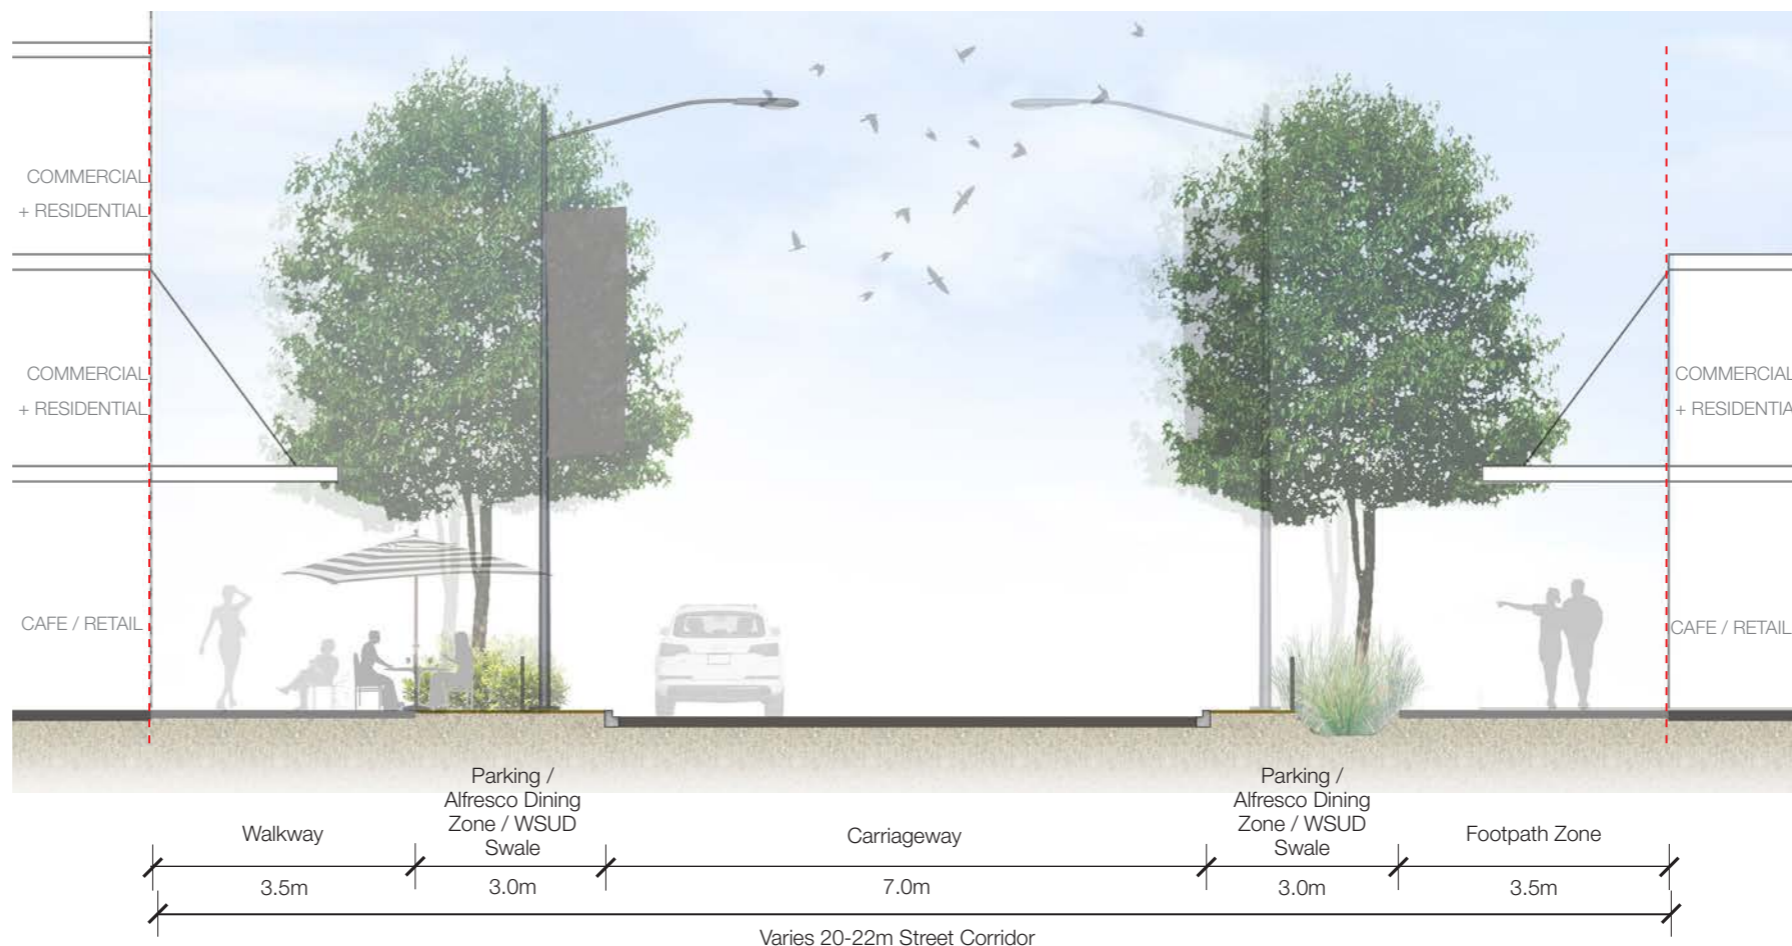 COMMERCIAL
+ RESIDENTIAL
COMMERCIAL
+ RESIDENTIAL
CAFE / RETAIL
COMMERCIAL
+ RESIDENTIA
CAFE / RETAIL
Walkway
Parking /
Alfresco Dining
Zone / WSUD
Swale
Carriageway
Parking /
Alfresco Dining
Zone / WSUD
Swale
Footpath Zone
3.5m
3.0m
7.0m
3.0m
3.5m
Varies 20-22m Street Corridor